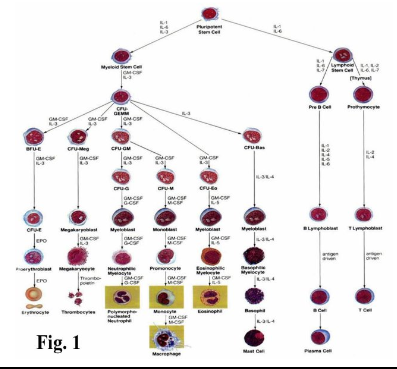 Pluripotent
Stem Cell
IL-1
IL-6
IL-3
IL-1
IL-6
Myeloid Stem Cell
Lymphoid
Stem Cell
GM-CSF
IL-3
IL-1
IL-6
IL-7
IL-1, IL-2
IL-6, IL-7
[Thymus]
CFU-
GEMM
Pre B Cell
Prothymocyte
GM-CSF
IL-3
GM-CSF
IL-3
GM-CSF
IL-3
GM-CSF
IL-3
IL-3
BFU-E
CFU-Meg
CFU-GM
CFU-Bas
GM-CSF
IL-3
GM-CSF
IL-3
GM-CSF
IL-3
GM-CSF
IL-3
IL-3/IL-4
IL-1
IL-2
IL-4
IL-5
IL-6
IL-2
IL-4
CFU-G
CFU-M
CFU-Eo
GM-CSF
G-CSF
GM-CSF
M-CSF
GM-CSF
IL-5
CFU-E
Megakaryoblast
Myeloblast
Monoblast
Myeloblast
Myeloblast
B Lymphoblast
T Lymphoblast
EPO
GM-CSF
IL-3
GM-CSF
G-CSF
GM-CSF
M-CSF
GM-CSF
IL-5
IL-3/IL-4
antigen
driven
antigen
driven
Proerythroblast
Megakaryocyte
Neutrophilic
Myelocyte
Promonocyte
Eosinophilic
Myelocyte
Basophilic
Myelocyte
EPO
Thrombo-
poietin
GM-CSF
G-CSF
GM-CSF
M-CSF
GM-CSF
IL-5
IL-3/IL-4
Erythrocyte
Thrombocytes
Polymorpho-
nucleated
Neutrophil
Monocyte
Eosinophil
Basophil
B Cell
T Cell
GM-CSF
M-CSF
IL-3/IL-4
Macrophage
Mast Cell
Plasma Cell
Fig. 1